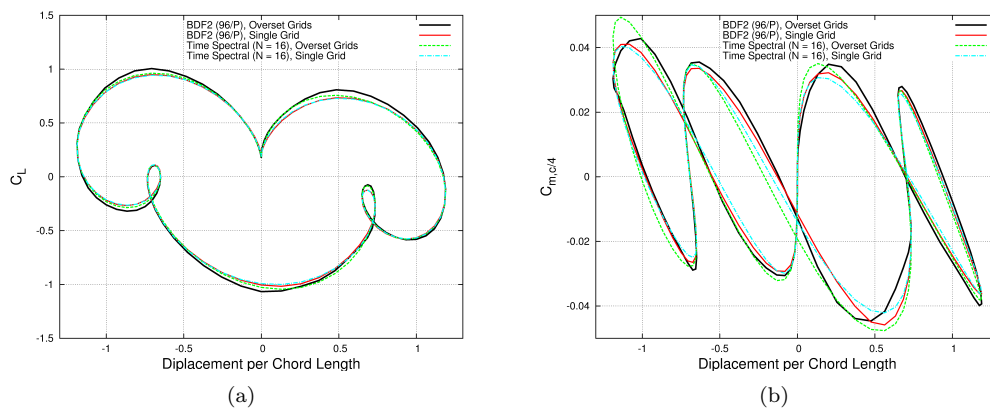 BDF2 (96/P), Overset Grids
BDF2 (96/P), Single Grid
Time Spectral (N = 16), Overset Grids
Time Spectral (N = 16), Single Grid
1.5
1
0.5
0
-0.5
-1
-1.5
C_L
-1 -0.5 0 0.5 1
Diplacement per Chord Length
(a)
BDF2 (96/P), Overset Grids
BDF2 (96/P), Single Grid
Time Spectral (N = 16), Overset Grids
Time Spectral (N = 16), Single Grid
0.04
0.02
0
-0.02
-0.04
C_m,c/4
-1 -0.5 0 0.5 1
Diplacement per Chord Length
(b)